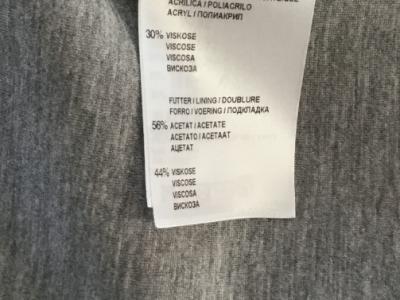 ACRILICA / POLIACRILO
ACRYL / ПОЛИАКРИЛ
30% VISKOSE
VISCOSE
VISCOSA
ВИСКОЗА
FUTTER / LINING / DOUBLURE
FORRO / VOERING / ПОДКЛАДКА
56% ACETAT / ACETATE
ACETATO / ACETAAT
АЦЕТАТ
44% VISKOSE
VISCOSE
VISCOSA
ВИСКОЗА